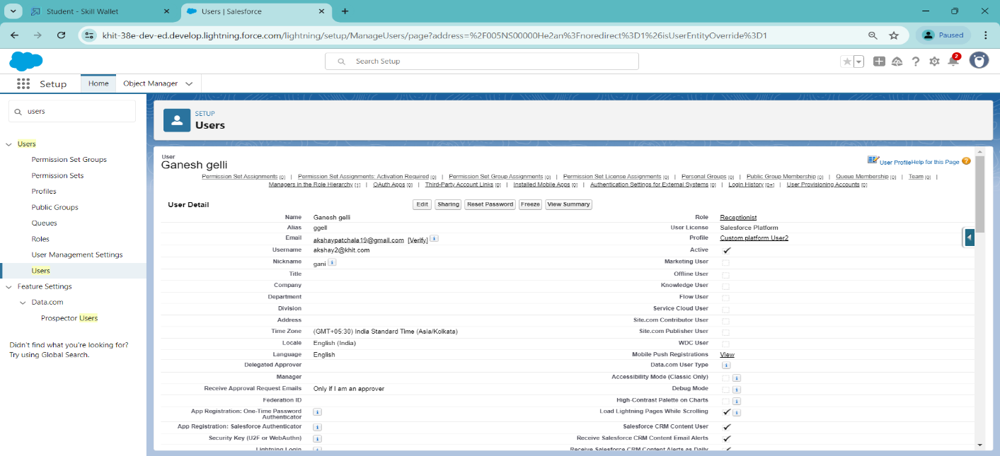 Student - Skill Wallet
Users | Salesforce
khit-38e-dev-ed.develop.lightning.force.com/lightning/setup/ManageUsers/page?address=%2F005NS00000He2an%3Fnoredirect%3D1%26isUserEntityOverride%3D1
Paused
Search Setup
2
Setup Home Object Manager
users
Users
Permission Set Groups
Permission Sets
Profiles
Public Groups
Queues
Roles
User Management Settings
Users
Feature Settings
Data.com
Prospector Users
Didn't find what you're looking for?
Try using Global Search.
SETUP
Users
User
Ganesh gelli
User Profile Help for this Page
Permission Set Assignments [0] | Permission Set Assignments: Activation Required [0] | Permission Set Group Assignments [0] | Permission Set License Assignments [0] | Personal Groups [0] | Public Group Membership [0] | Queue Membership [0] | Team [0] |
Managers in the Role Hierarchy [1] | OAuth Apps [0] | Third-Party Account Links [0] | Installed Mobile Apps [0] | Authentication Settings for External Systems [0] | Login History [0+] | User Provisioning Accounts [0]
User Detail Edit Sharing Reset Password Freeze View Summary
Name Ganesh gelli Role Receptionist
Alias ggell User License Salesforce Platform
Email akshaypatchala19@gmail.com [Verify] i Profile Custom platform User2
Username akshay2@khit.com Active
Nickname gani i Marketing User
Title Offline User
Company Knowledge User
Department Flow User
Division Service Cloud User
Address Site.com Contributor User
Time Zone (GMT+05:30) India Standard Time (Asia/Kolkata) Site.com Publisher User
Locale English (India) WDC User
Language English Mobile Push Registrations View
Delegated Approver Data.com User Type i
Manager Accessibility Mode (Classic Only) i
Receive Approval Request Emails Only if I am an approver Debug Mode i
Federation ID High-Contrast Palette on Charts i
App Registration: One-Time Password i Load Lightning Pages While Scrolling i
Authenticator
App Registration: Salesforce Authenticator i Salesforce CRM Content User
Security Key (U2F or WebAuthn) i Receive Salesforce CRM Content Email Alerts
Lightning Login i Receive Salesforce CRM Content Alerts as Daily